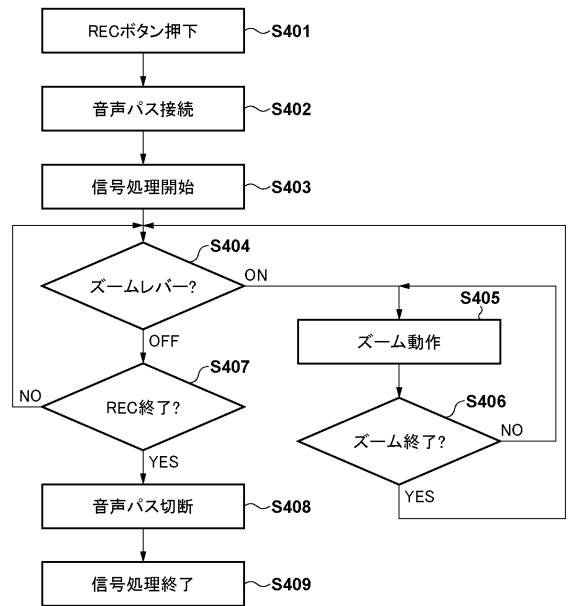 RECボタン押下
S401
音声パス接続
S402
信号処理開始
S403
S404
ズームレバー?
ON
OFF
S405
ズーム動作
S407
REC終了?
NO
YES
S406
ズーム終了?
NO
YES
音声パス切断
S408
信号処理終了
S409